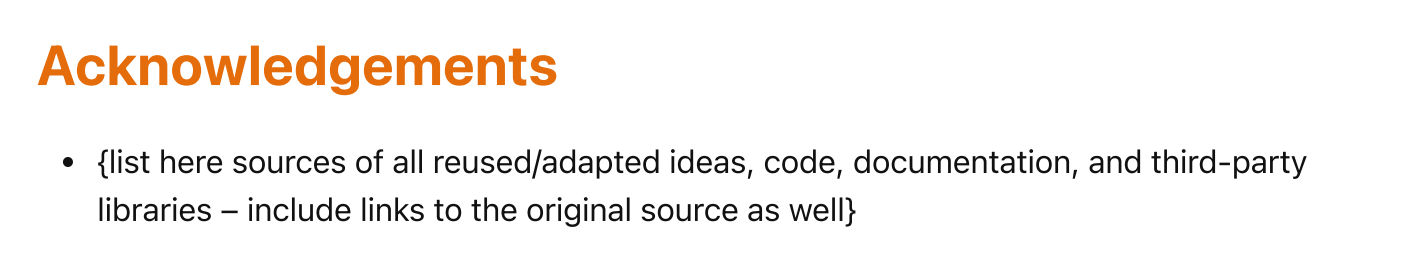 Acknowledgements
• {list here sources of all reused/adapted ideas, code, documentation, and third-party
libraries – include links to the original source as well}